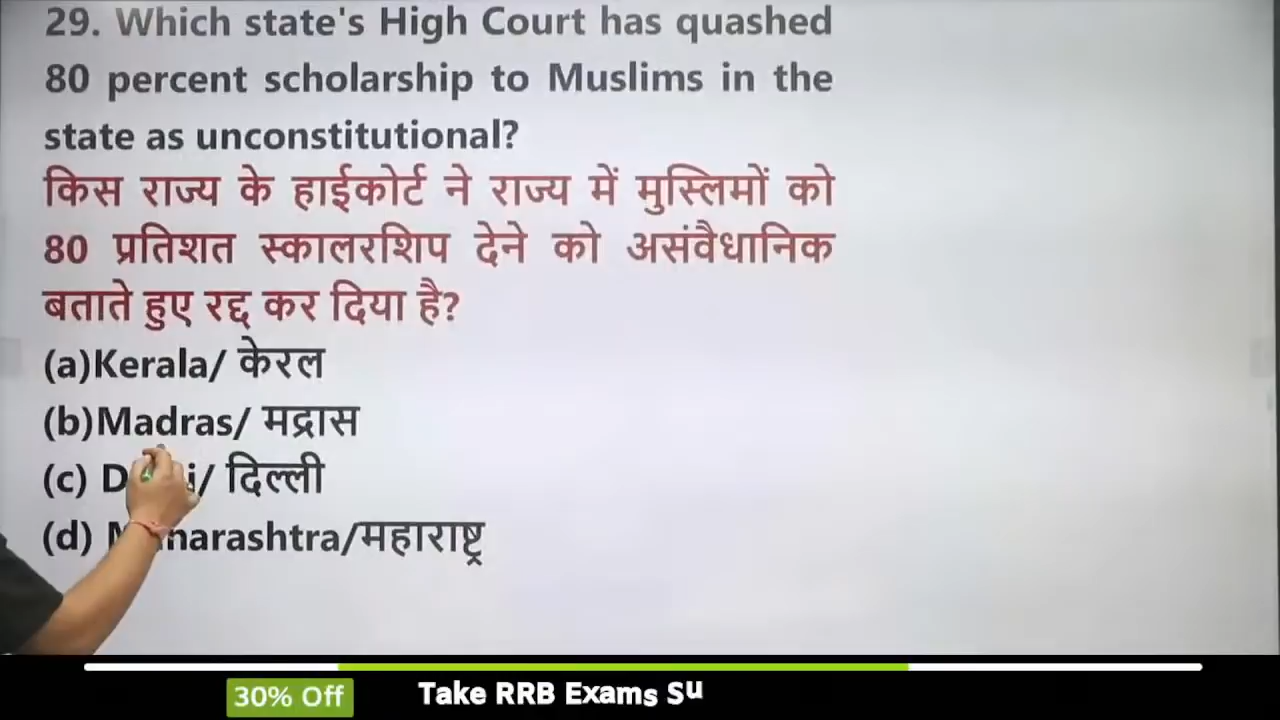 29. Which state's High Court has quashed
80 percent scholarship to Muslims in the
state as unconstitutional?
किस राज्य के हाईकोर्ट ने राज्य में मुस्लिमों को
80 प्रतिशत स्कालरशिप देने को असंवैधानिक
बताते हुए रद्द कर दिया है?
(a)Kerala/ केरल
(b)Madras/ मद्रास
(c) / दिल्ली
(d) /महाराष्ट्र
30% Off
Take RRB Exams Su